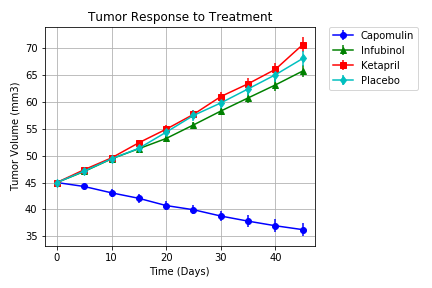 Tumor Response to Treatment
Capomulin
Infubinol
Ketapril
Placebo
70
65
60
55
50
45
40
35
Tumor Volume (mm3)
0
10
20
30
40
Time (Days)